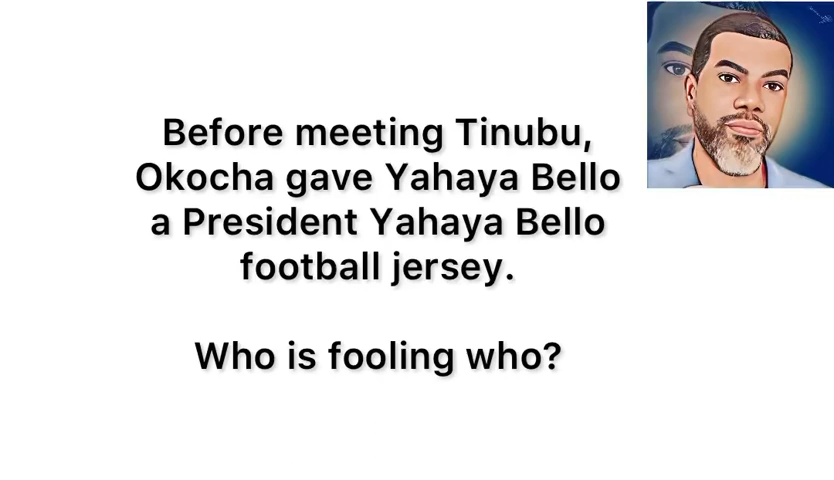 Before meeting Tinubu,
Okocha gave Yahaya Bello
a President Yahaya Bello
football jersey.
Who is fooling who?